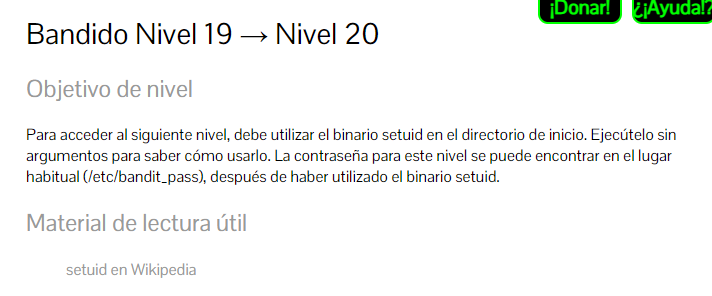 ¡Donar!
¿¡Ayuda!?
Bandido Nivel 19 → Nivel 20
Objetivo de nivel
Para acceder al siguiente nivel, debe utilizar el binario setuid en el directorio de inicio. Ejecútelo sin
argumentos para saber cómo usarlo. La contraseña para este nivel se puede encontrar en el lugar
habitual (/etc/bandit_pass), después de haber utilizado el binario setuid.
Material de lectura útil
setuid en Wikipedia